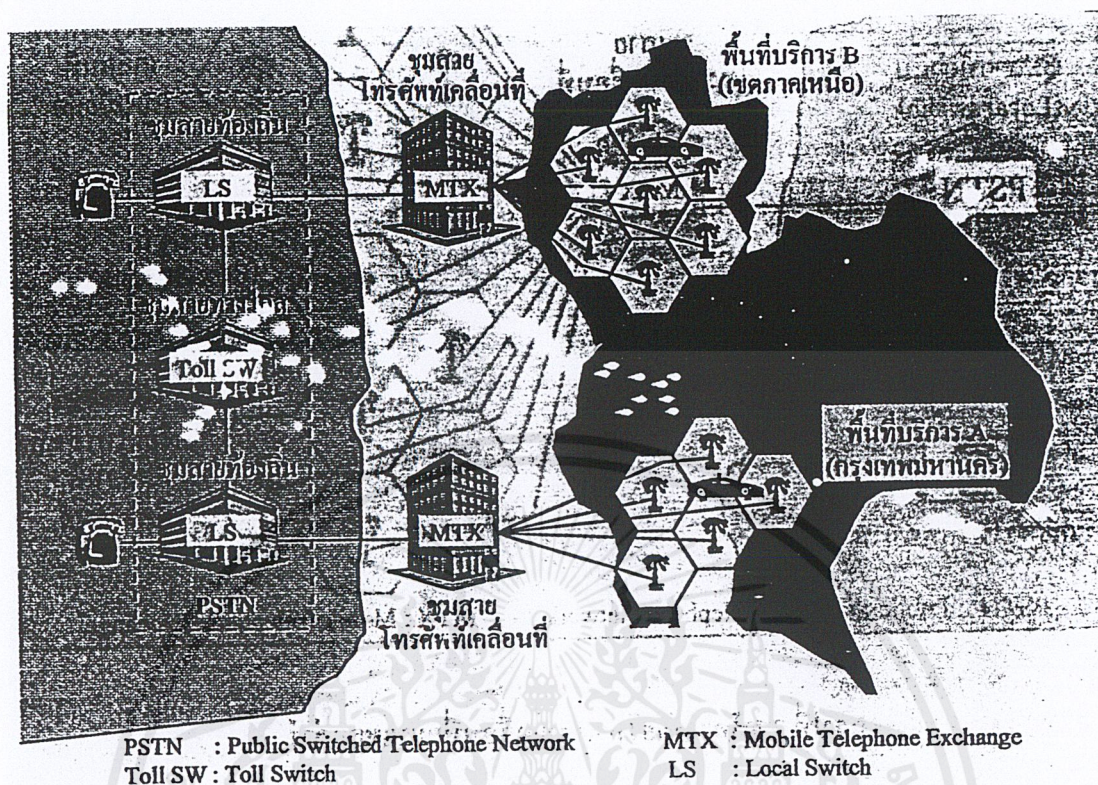 ชุมสาย
โทรศัพท์เคลื่อนที่
พื้นที่บริการ B
(เขตภาคเหนือ)
ชุมสายท้องถิ่น
LS
MTX
PSTN
Toll SW
ชุมสายท้องถิ่น
LS
MTX
พื้นที่บริการ A
(กรุงเทพมหานคร)
PSTN
ชุมสาย
โทรศัพท์เคลื่อนที่
PSTN : Public Switched Telephone Network
MTX : Mobile Telephone Exchange
Toll SW : Toll Switch
LS : Local Switch